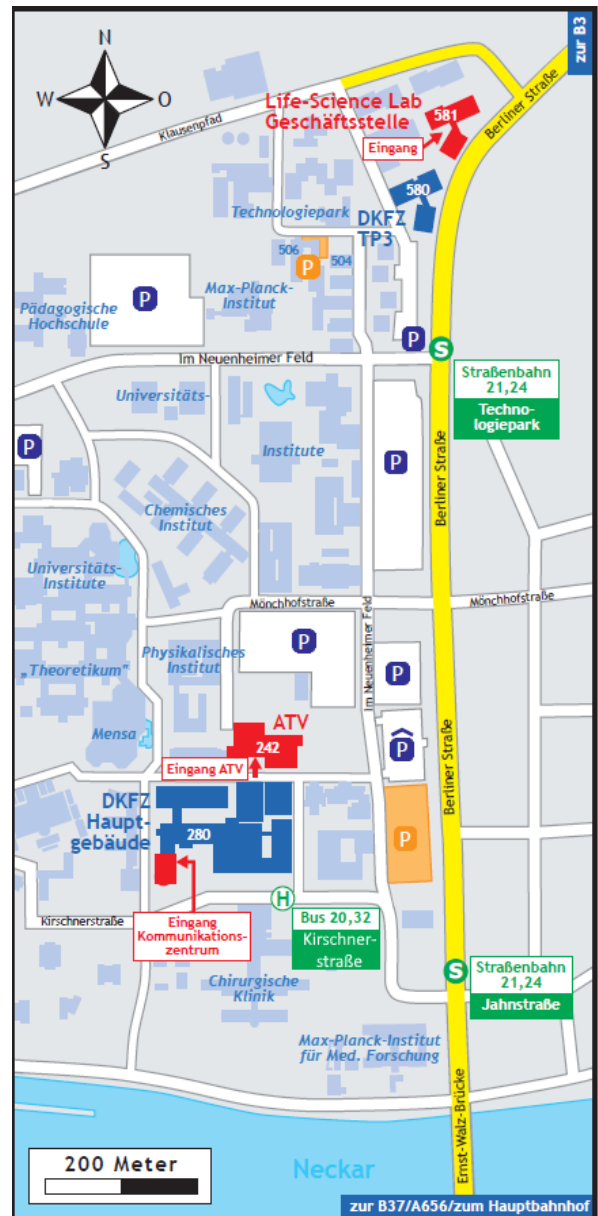 N
W
O
S
zur B3
Klausenpfad
Life-Science Lab
Geschäftsstelle
581
Eingang
Berliner Straße
580
DKFZ
TP3
Technologiepark
506
504
P
Max-Planck-
Institut
Pädagogische
Hochschule
P
P
Im Neuenheimer Feld
S
Straßenbahn
21,24
Techno-
logiepark
Universitäts-
Institute
P
P
Berliner Straße
Chemisches
Institut
Universitäts-
Institute
Mönchhofstraße
Mönchhofstraße
Im Neuenheimer Feld
P
Physikalisches
Institut
„Theoretikum"
P
Mensa
ATV
242
Eingang ATV
P
Berliner Straße
DKFZ
Haupt-
gebäude
280
P
Kirschnerstraße
Eingang
Kommunikations-
zentrum
H
Bus 20,32
Kirschner-
straße
S
Straßenbahn
21,24
Jahnstraße
Chirurgische
Klinik
Max-Planck-Institut
für Med. Forschung
Ernst-Walz-Brücke
200 Meter
Neckar
zur B37/A656/zum Hauptbahnhof